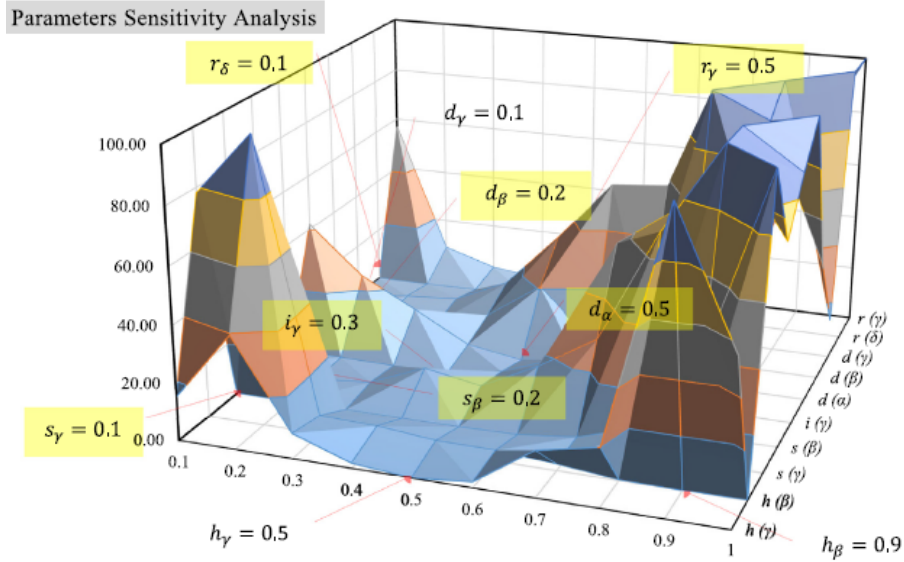 Parameters Sensitivity Analysis
r_δ = 0.1
r_γ = 0.5
d_γ = 0.1
d_β = 0.2
i_γ = 0.3
d_α = 0.5
s_β = 0.2
s_γ = 0.1
h_γ = 0.5
h_β = 0.9
100.00
80.00
60.00
40.00
20.00
0.00
0.1
0.2
0.3
0.4
0.5
0.6
0.7
0.8
0.9
1
r (γ)
r (δ)
d (γ)
d (β)
d (α)
i (γ)
s (β)
s (γ)
h (β)
h (γ)